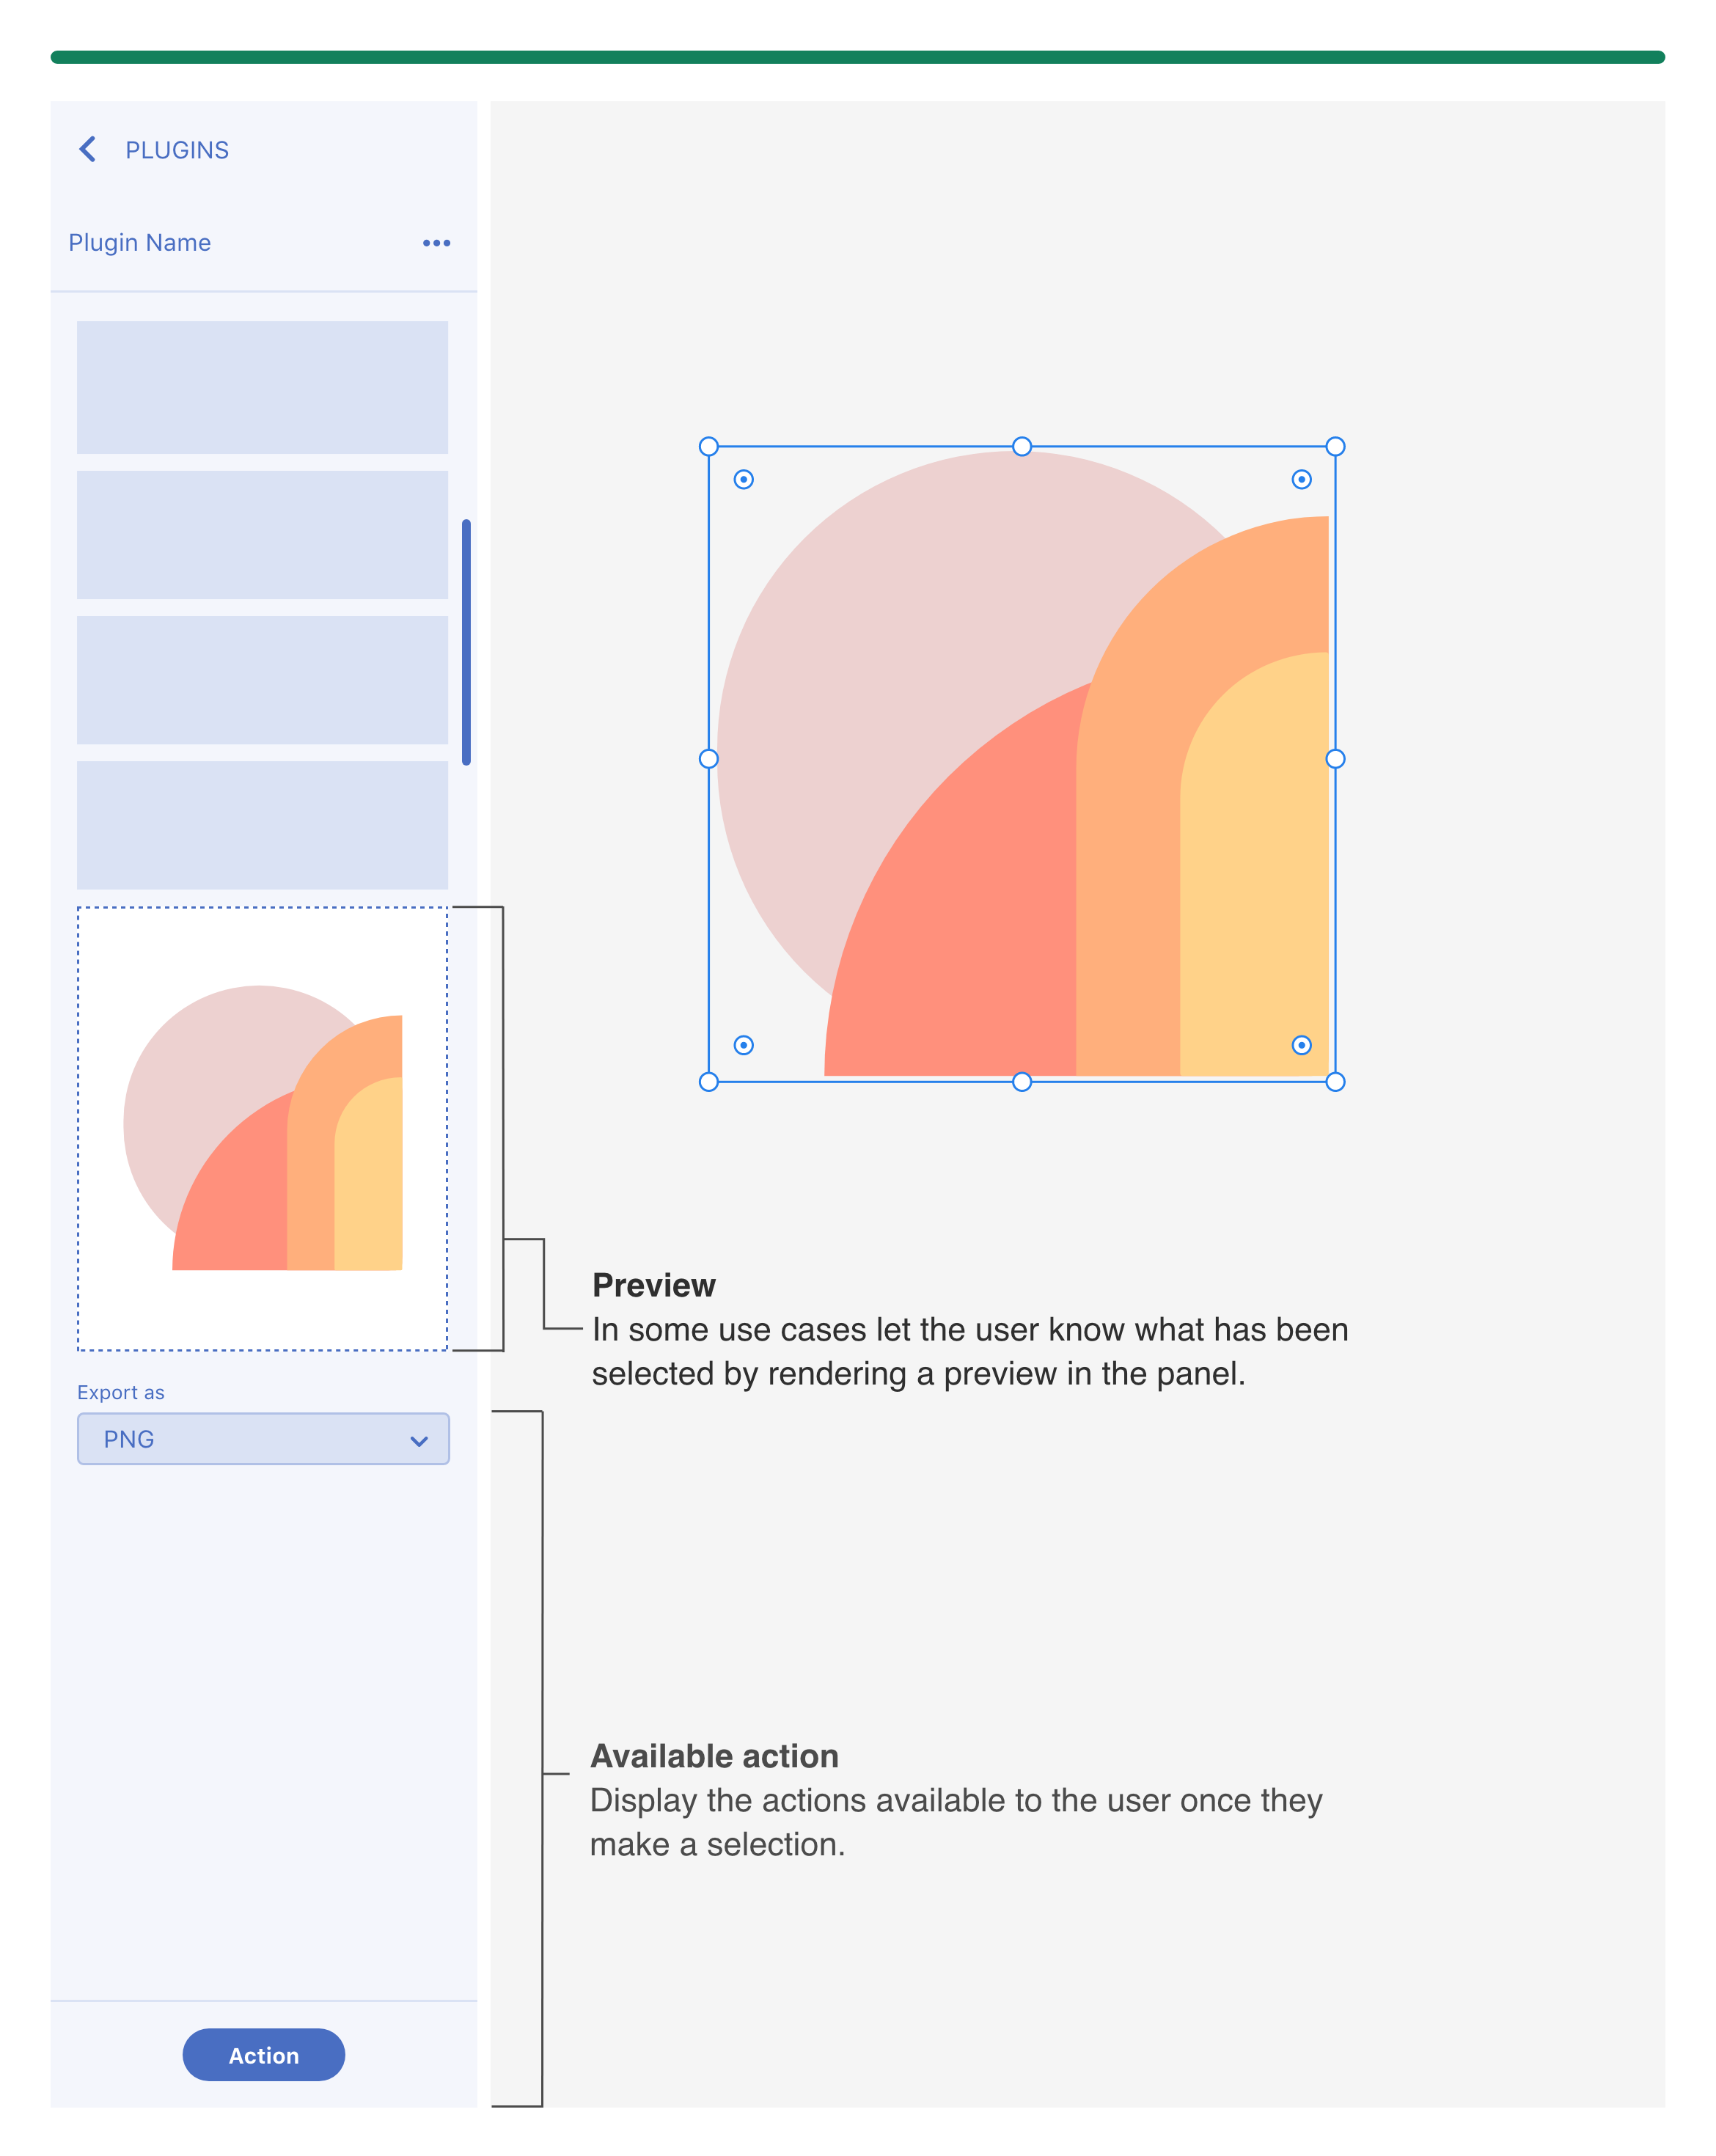 PLUGINS
Plugin Name
Preview
In some use cases let the user know what has been
selected by rendering a preview in the panel.
Export as
PNG
Available action
Display the actions available to the user once they
make a selection.
Action